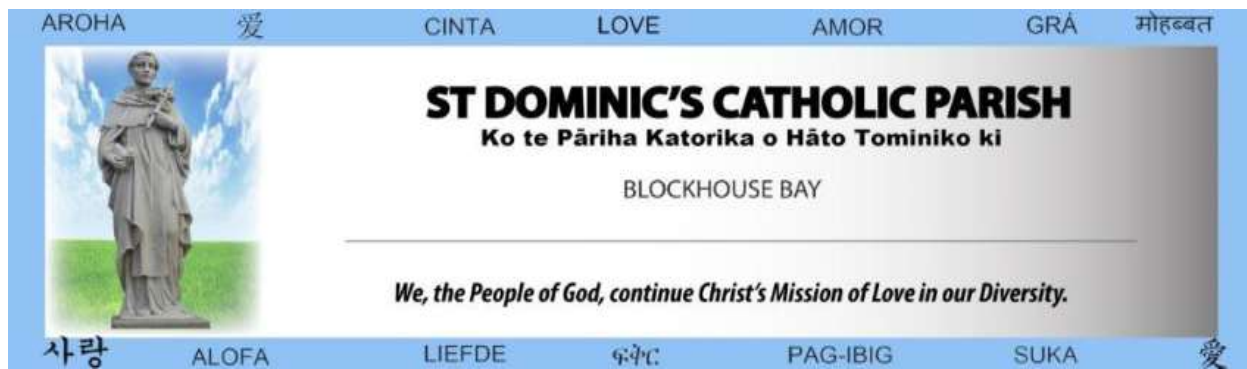 AROHA 爱 CINTA LOVE AMOR GRÁ मोहब्बत
ST DOMINIC'S CATHOLIC PARISH
Ko te Pāriha Katorika o Hāto Tominiko ki
BLOCKHOUSE BAY
We, the People of God, continue Christ's Mission of Love in our Diversity.
사랑 ALOFA LIEFDE ፍቅር PAG-IBIG SUKA 愛